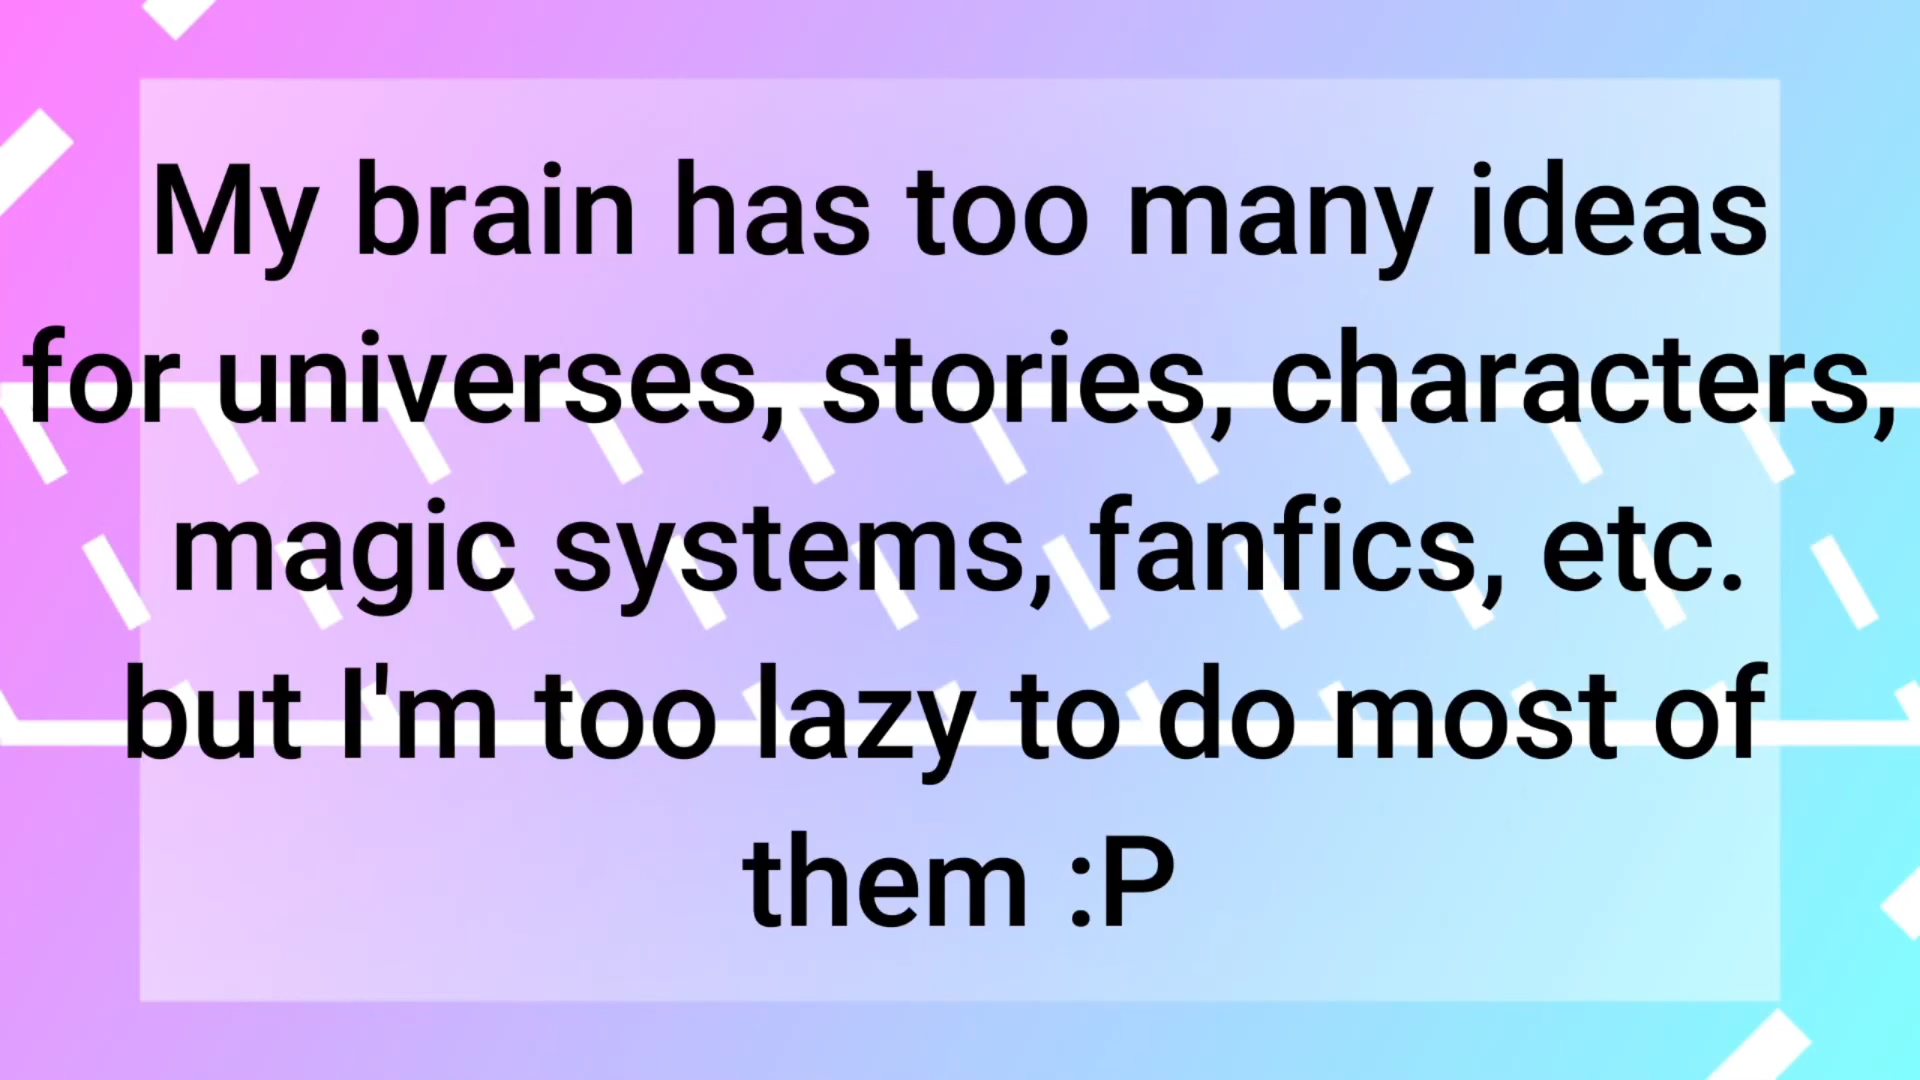 My brain has too many ideas
for universes, stories, characters,
magic systems, fanfics, etc.
but I'm too lazy to do most of
them :P